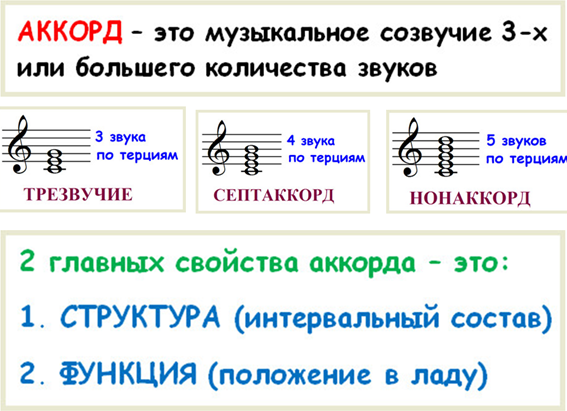 АККОРД – это музыкальное созвучие 3-х
или большего количества звуков
3 звука
по терциям
ТРЕЗВУЧИЕ
4 звука
по терциям
СЕПТАККОРД
5 звуков
по терциям
НОНАККОРД
2 главных свойства аккорда – это:
1. СТРУКТУРА (интервальный состав)
2. ФУНКЦИЯ (положение в ладу)